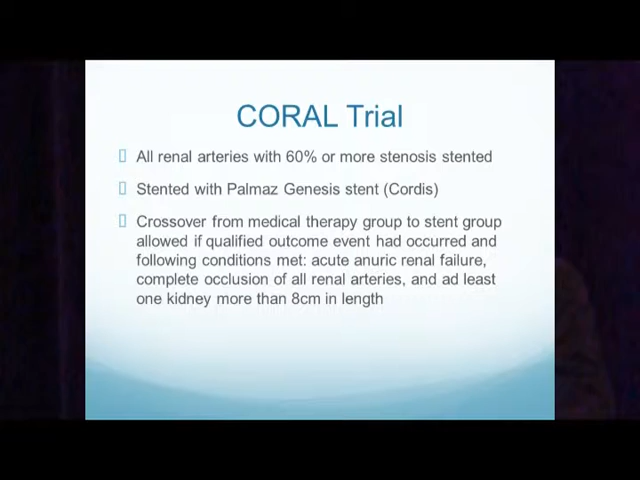 CORAL Trial
All renal arteries with 60% or more stenosis stented
Stented with Palmaz Genesis stent (Cordis)
Crossover from medical therapy group to stent group
allowed if qualified outcome event had occurred and
following conditions met: acute anuric renal failure,
complete occlusion of all renal arteries, and ad least
one kidney more than 8cm in length